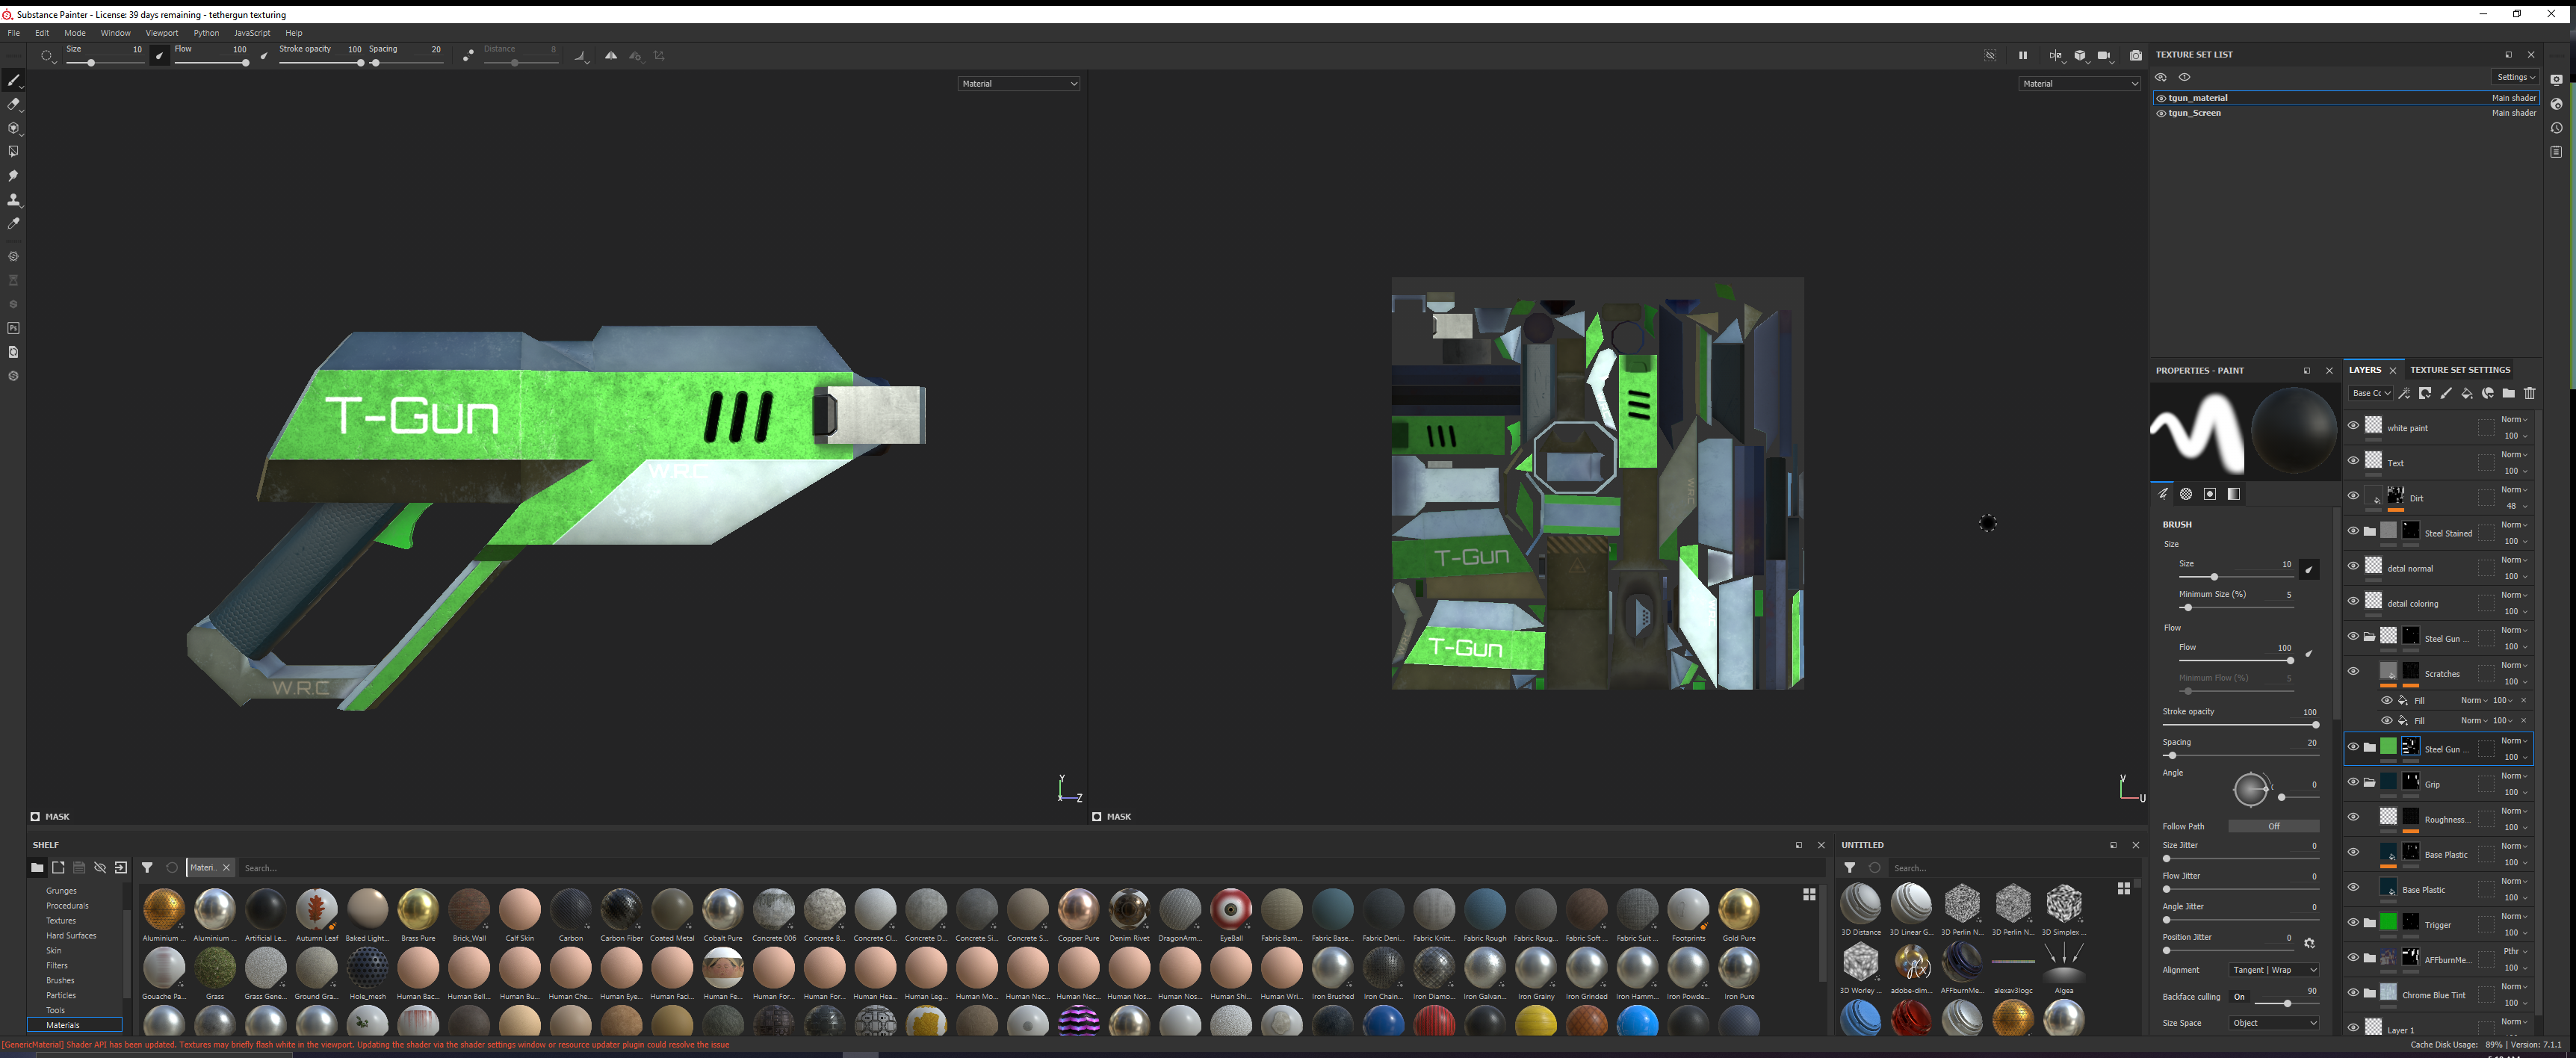 Substance Painter - License: 39 days remaining - tethergun texturing
File Edit Mode Window Viewport Python JavaScript Help
Size 10 Flow 100 Stroke opacity 100 Spacing 20 Distance 8
Material
Material
T-Gun
W.R.C
W.R.C
W.R.C
T-Gun
T-Gun
W.R.C
Y
Z
V
U
MASK
MASK
TEXTURE SET LIST
Settings
tgun_material Main shader
tgun_Screen Main shader
PROPERTIES - PAINT
BRUSH
Size
Size 10
Minimum Size (%) 5
Flow
Flow 100
Minimum Flow (%) 5
Stroke opacity 100
Spacing 20
Angle
0
Follow Path Off
Size Jitter 0
Flow Jitter 0
Angle Jitter 0
Position Jitter 0
Alignment Tangent | Wrap
Backface culling On 90
Size Space Object
LAYERS TEXTURE SET SETTINGS
Base Cc
white paint Norm 100
Text Norm 100
Dirt Norm 48
Steel Stained Norm 100
detal normal Norm 100
detail coloring Norm 100
Steel Gun ... Norm 100
Scratches Norm 100
Fill Norm 100
Fill Norm 100
Steel Gun ... Norm 100
Grip Norm 100
Roughness... Norm 100
Base Plastic Norm 100
Base Plastic Norm 100
Trigger Norm 100
AFFburnMe... Pthr 100
Chrome Blue Tint Norm 100
Layer 1 Norm
SHELF
Materi.. Search...
Grunges
Procedurals
Textures
Hard Surfaces
Skin
Filters
Brushes
Particles
Tools
Materials
Aluminium ... Aluminium ... Artificial Le... Autumn Leaf Baked Light... Brass Pure Brick_Wall Calf Skin Carbon Carbon Fiber Coated Metal Cobalt Pure Concrete 006 Concrete B... Concrete Cl... Concrete D... Concrete Si... Concrete S... Copper Pure Denim Rivet DragonArm... EyeBall Fabric Bam... Fabric Base... Fabric Deni... Fabric Knitt... Fabric Rough Fabric Roug... Fabric Soft ... Fabric Suit ... Footprints Gold Pure
Gouache Pa... Grass Grass Gene... Ground Gra... Hole_mesh Human Bac... Human Bell... Human Bu... Human Che... Human Eye... Human Faci... Human Fe... Human For... Human For... Human Hea... Human Leg... Human Mo... Human Nec... Human Nec... Human Nos... Human Nos... Human Shi... Human Wri... Iron Brushed Iron Chain... Iron Diamo... Iron Galvan... Iron Grainy Iron Grinded Iron Hamm... Iron Powde... Iron Pure
UNTITLED
Search...
3D Distance 3D Linear G... 3D Perlin N... 3D Perlin N... 3D Simplex ...
3D Worley ... adobe-dim... AFFburnMe... alexav3logc Algea
[GenericMaterial] Shader API has been updated. Textures may briefly flash white in the viewport. Updating the shader via the shader settings window or resource updater plugin could resolve the issue
Cache Disk Usage: 89% | Version: 7.1.1